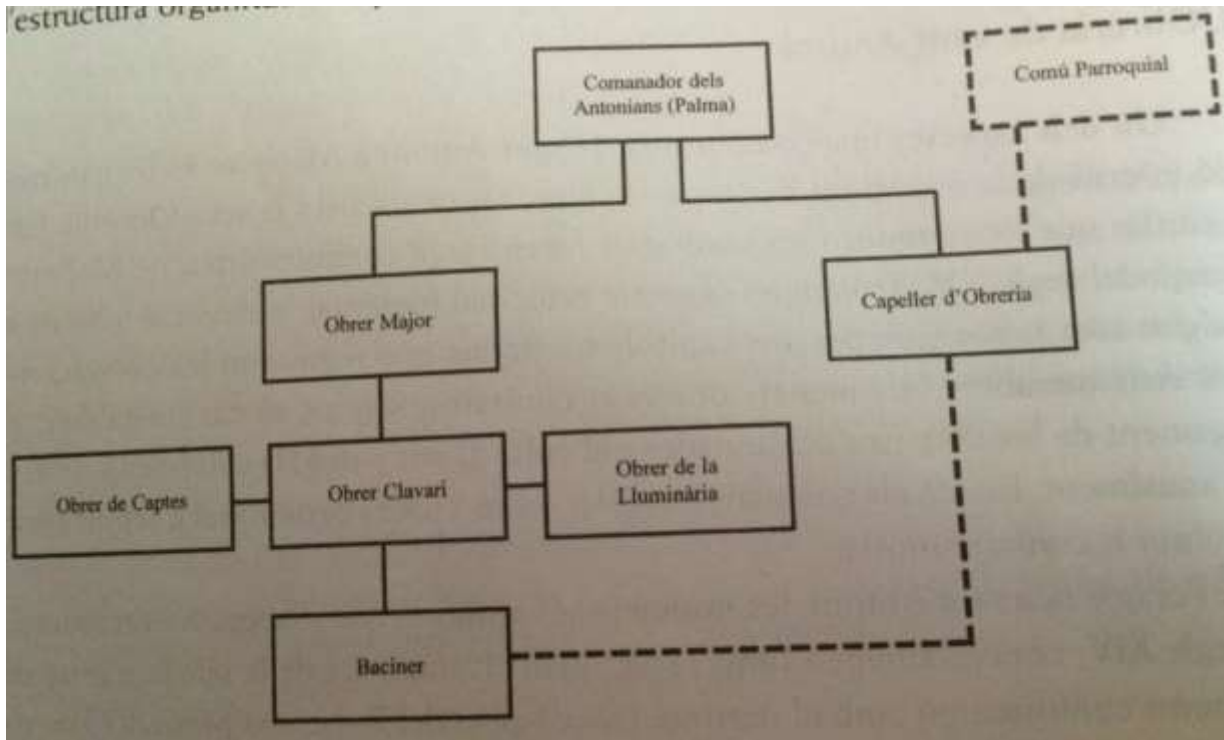 l'estructura
Comanador dels
Antonians (Palma)
Comú Parroquial
Obrer Major
Capeller d'Obreria
Obrer de Captes
Obrer Clavari
Obrer de la
Lluminària
Baciner